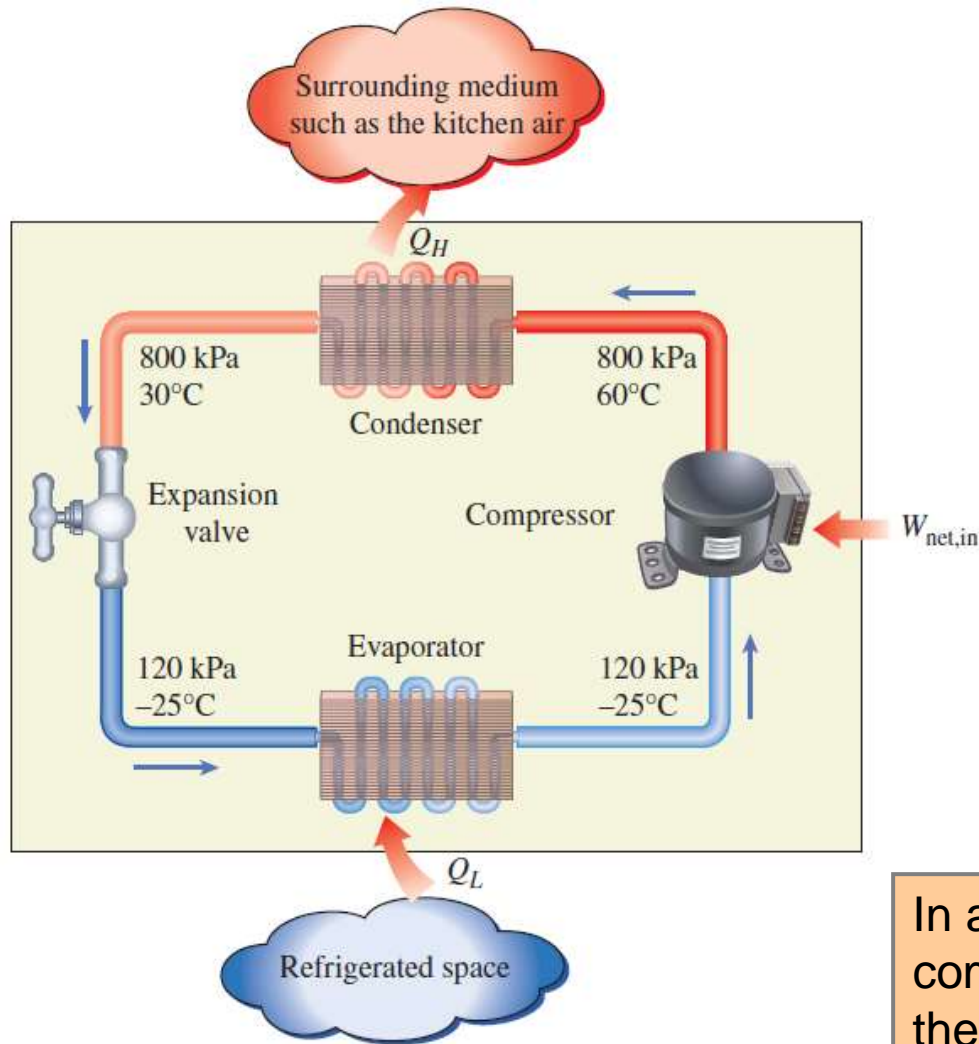 Surrounding medium
such as the kitchen air
Q_H
800 kPa
30°C
800 kPa
60°C
Condenser
Expansion
valve
Compressor
W_net,in
Evaporator
120 kPa
–25°C
120 kPa
–25°C
Q_L
Refrigerated space
In a
the